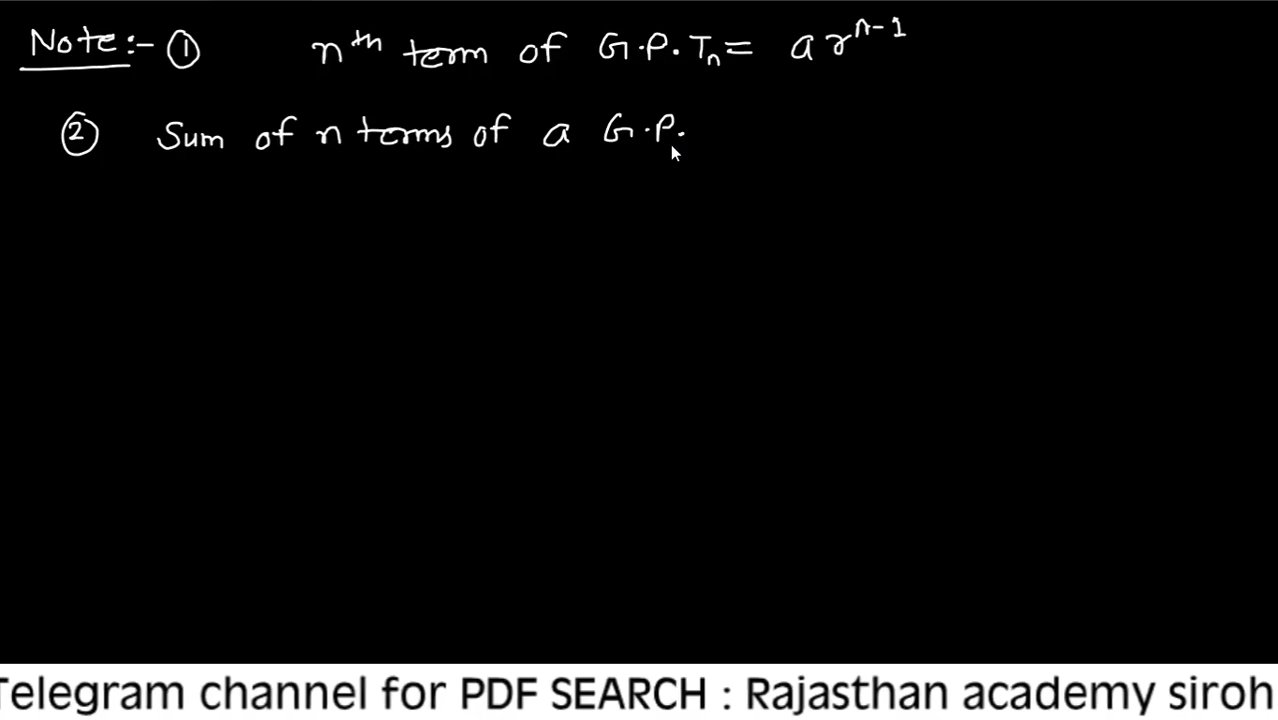 Note :- ① nᵗʰ term of G.P. Tₙ = a rⁿ⁻¹
② Sum of n terms of a G.P.
Telegram channel for PDF SEARCH : Rajasthan academy siroh